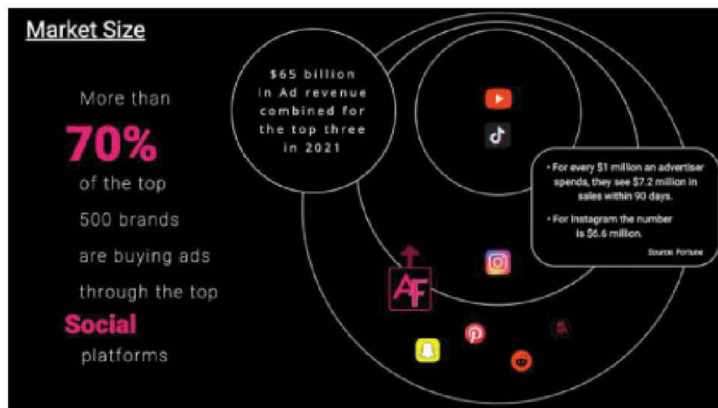 Market Size
More than
70%
of the top
500 brands
are buying ads
through the top
Social
platforms
$65 billion
in Ad revenue
combined for
the top three
in 2021
• For every $1 million an advertiser
spends, they see $7.2 million in
sales within 90 days.
• For Instagram the number
is $6.6 million.
Source: Fortune
AF